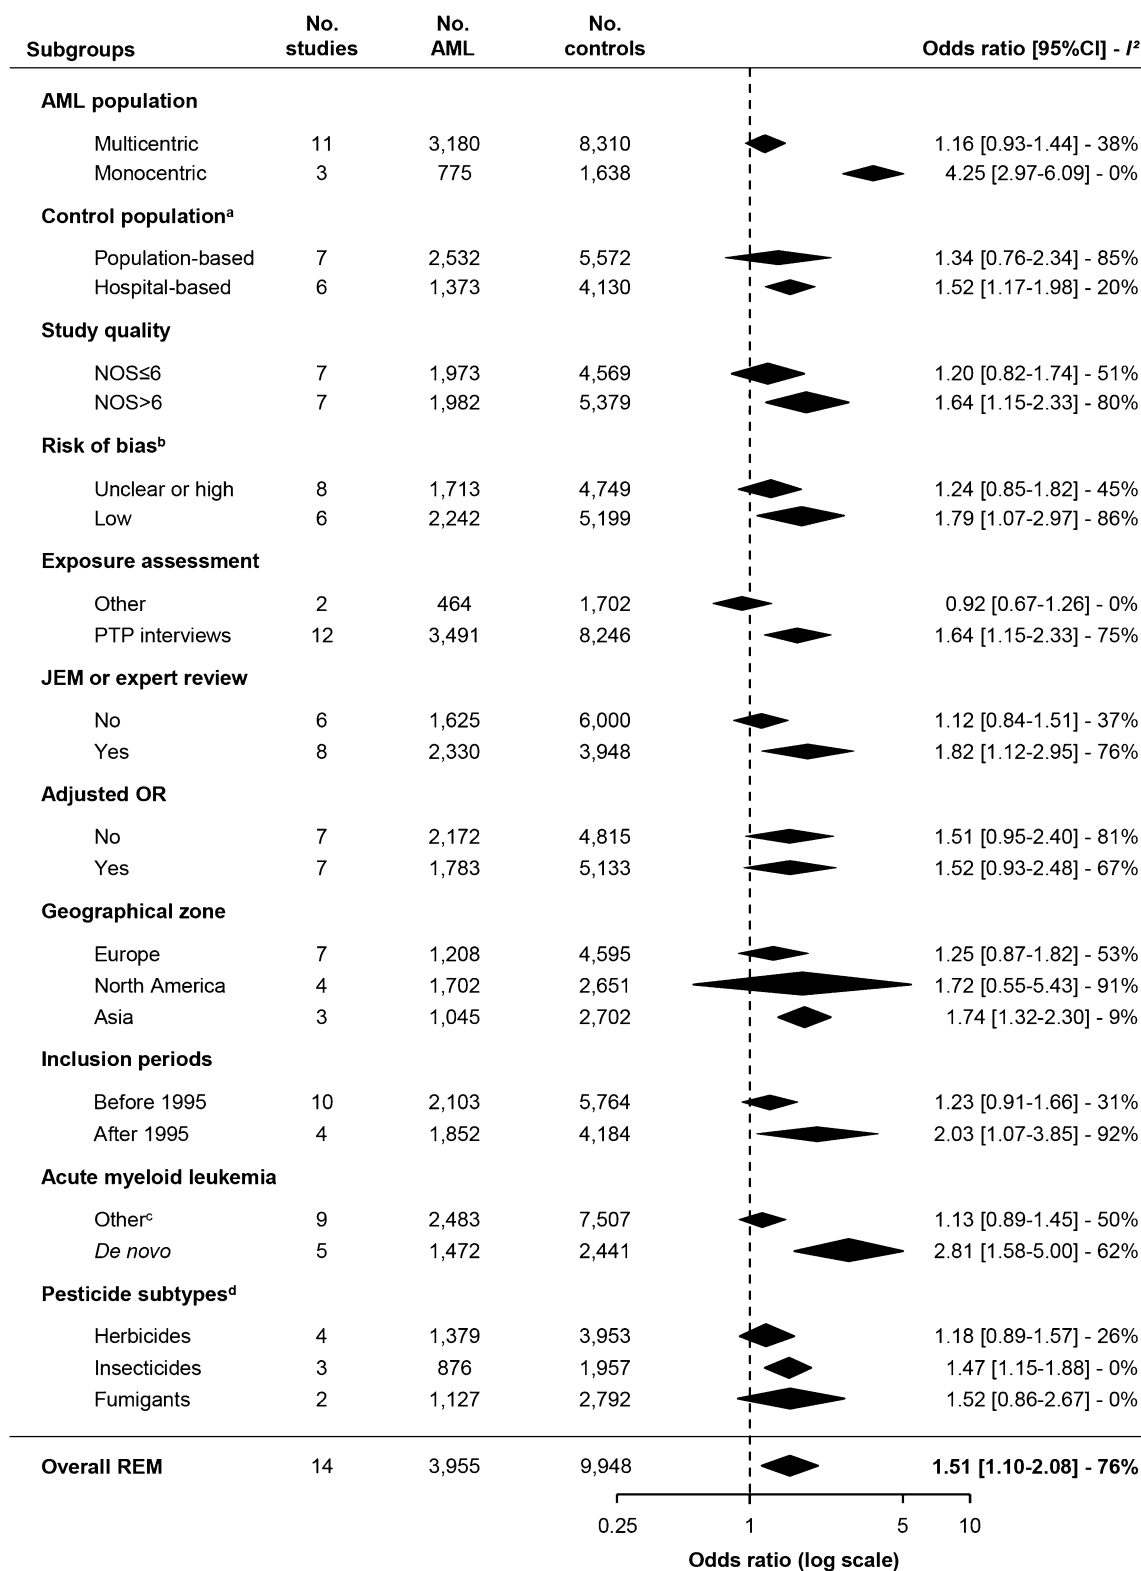 Subgroups No. studies No. AML No. controls Odds ratio [95%CI] - I²
AML population
Multicentric 11 3,180 8,310 1.16 [0.93-1.44] - 38%
Monocentric 3 775 1,638 4.25 [2.97-6.09] - 0%
Control populationᵃ
Population-based 7 2,532 5,572 1.34 [0.76-2.34] - 85%
Hospital-based 6 1,373 4,130 1.52 [1.17-1.98] - 20%
Study quality
NOS≤6 7 1,973 4,569 1.20 [0.82-1.74] - 51%
NOS>6 7 1,982 5,379 1.64 [1.15-2.33] - 80%
Risk of biasᵇ
Unclear or high 8 1,713 4,749 1.24 [0.85-1.82] - 45%
Low 6 2,242 5,199 1.79 [1.07-2.97] - 86%
Exposure assessment
Other 2 464 1,702 0.92 [0.67-1.26] - 0%
PTP interviews 12 3,491 8,246 1.64 [1.15-2.33] - 75%
JEM or expert review
No 6 1,625 6,000 1.12 [0.84-1.51] - 37%
Yes 8 2,330 3,948 1.82 [1.12-2.95] - 76%
Adjusted OR
No 7 2,172 4,815 1.51 [0.95-2.40] - 81%
Yes 7 1,783 5,133 1.52 [0.93-2.48] - 67%
Geographical zone
Europe 7 1,208 4,595 1.25 [0.87-1.82] - 53%
North America 4 1,702 2,651 1.72 [0.55-5.43] - 91%
Asia 3 1,045 2,702 1.74 [1.32-2.30] - 9%
Inclusion periods
Before 1995 10 2,103 5,764 1.23 [0.91-1.66] - 31%
After 1995 4 1,852 4,184 2.03 [1.07-3.85] - 92%
Acute myeloid leukemia
Otherᶜ 9 2,483 7,507 1.13 [0.89-1.45] - 50%
De novo 5 1,472 2,441 2.81 [1.58-5.00] - 62%
Pesticide subtypesᵈ
Herbicides 4 1,379 3,953 1.18 [0.89-1.57] - 26%
Insecticides 3 876 1,957 1.47 [1.15-1.88] - 0%
Fumigants 2 1,127 2,792 1.52 [0.86-2.67] - 0%
Overall REM 14 3,955 9,948 1.51 [1.10-2.08] - 76%
0.25 1 5 10
Odds ratio (log scale)